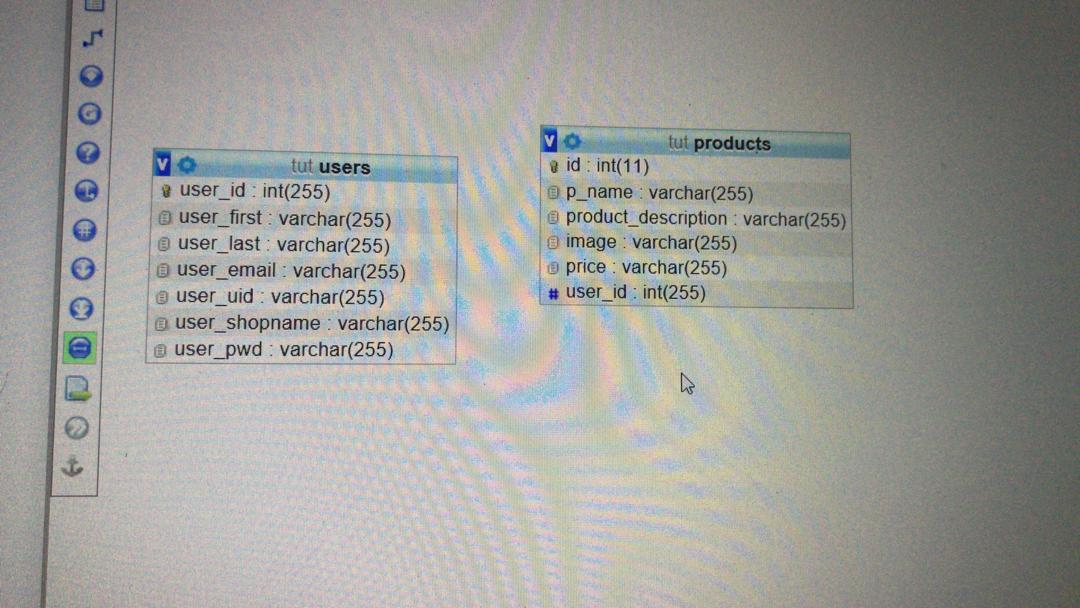 tut users
user_id : int(255)
user_first : varchar(255)
user_last : varchar(255)
user_email : varchar(255)
user_uid : varchar(255)
user_shopname : varchar(255)
user_pwd : varchar(255)
tut products
id : int(11)
p_name : varchar(255)
product_description : varchar(255)
image : varchar(255)
price : varchar(255)
user_id : int(255)